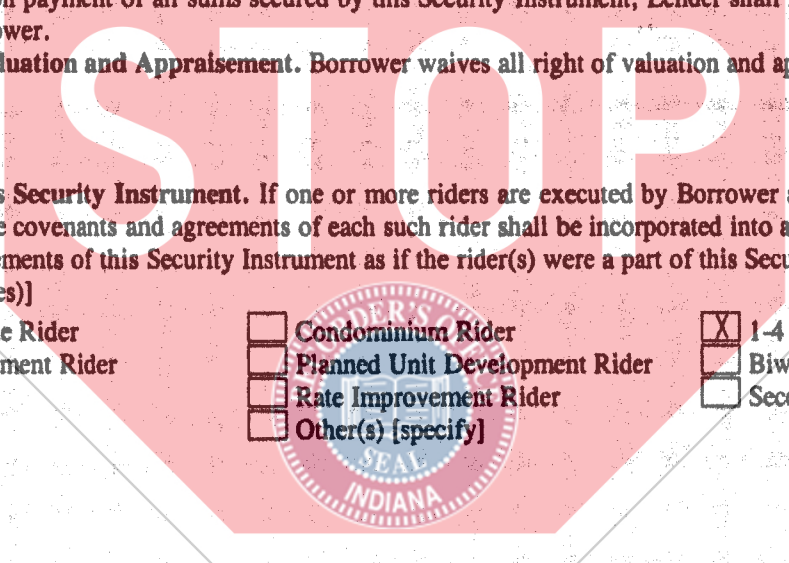 on payment of all sums secured by this Security Instrument, Lender shall
ower.
luation and Appraisement. Borrower waives all right of valuation and ap
STOP
s Security Instrument. If one or more riders are executed by Borrower a
e covenants and agreements of each such rider shall be incorporated into a
ements of this Security Instrument as if the rider(s) were a part of this Secu
es)]
e Rider Condominium Rider X 1-4
ment Rider Planned Unit Development Rider Biw
Rate Improvement Rider Seco
Other(s) [specify]
SEAL
INDIANA